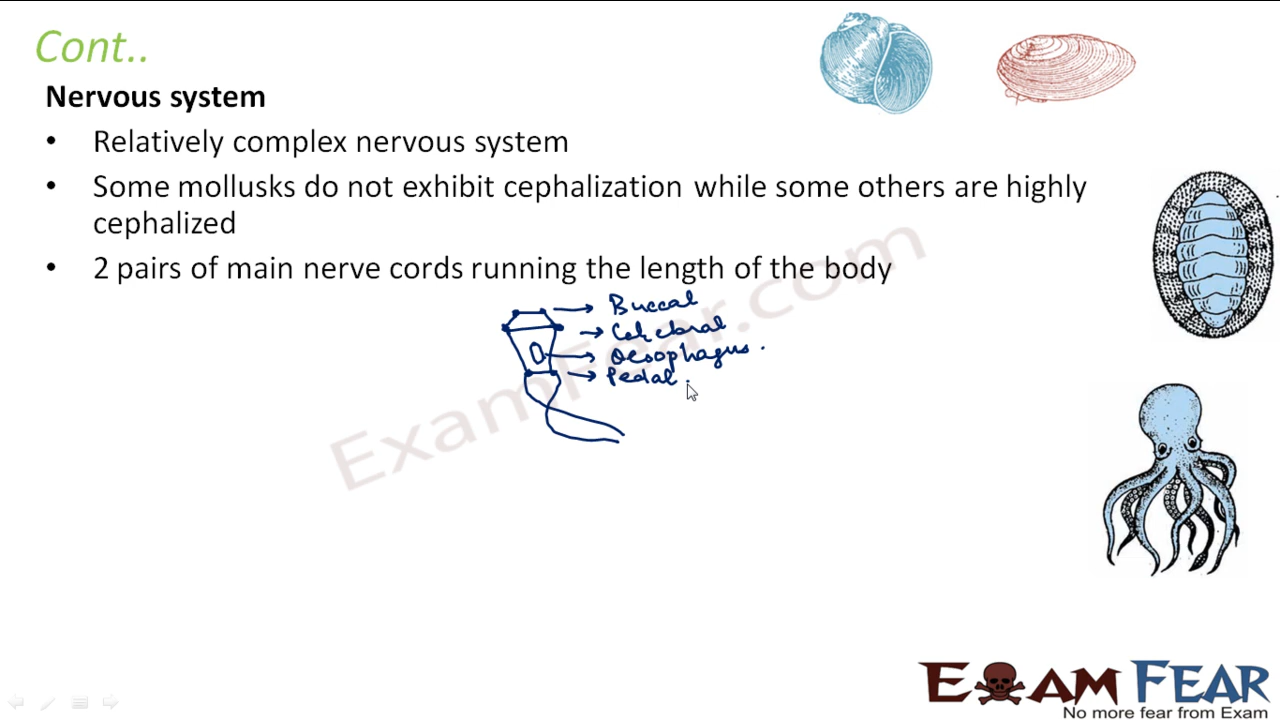 Cont..
Nervous system
• Relatively complex nervous system
• Some mollusks do not exhibit cephalization while some others are highly
cephalized
• 2 pairs of main nerve cords running the length of the body
Buccal
Cerebral
Oesophagus.
Pedal.
ExamFear.com
EXAM FEAR
No more fear from Exam